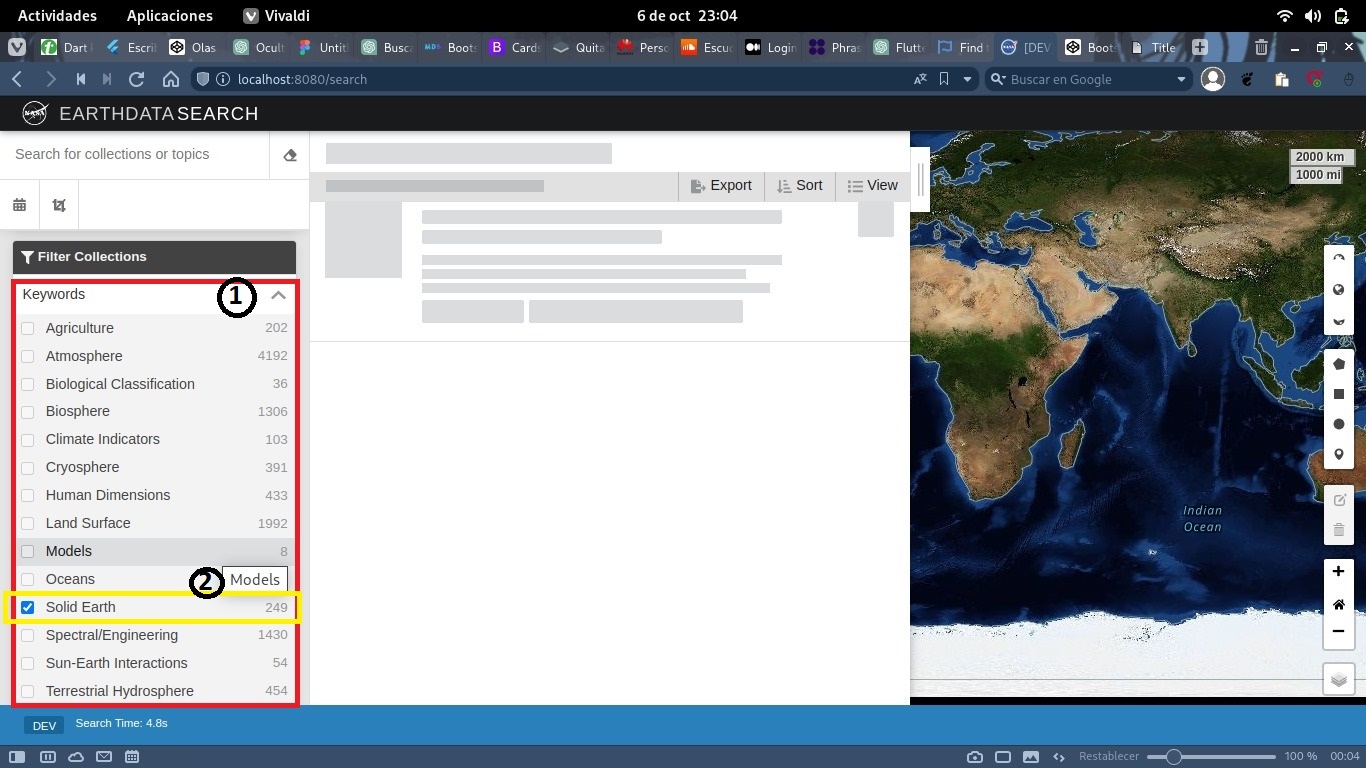 Actividades Aplicaciones Vivaldi 6 de oct 23:04
Dart Escri Olas Ocult Untit Busca MDB Boots B Cards Quita Perso Escu Login Phras Flutte Find t [DEV Boots Title
localhost:8080/search Buscar en Google
NASA EARTHDATA SEARCH
Search for collections or topics
Export Sort View
2000 km
1000 mi
Filter Collections
Keywords 1
Agriculture 202
Atmosphere 4192
Biological Classification 36
Biosphere 1306
Climate Indicators 103
Cryosphere 391
Human Dimensions 433
Land Surface 1992
Models 8
Oceans 2 Models
Solid Earth 249
Spectral/Engineering 1430
Sun-Earth Interactions 54
Terrestrial Hydrosphere 454
Indian
Ocean
DEV Search Time: 4.8s
Restablecer 100 % 00:04